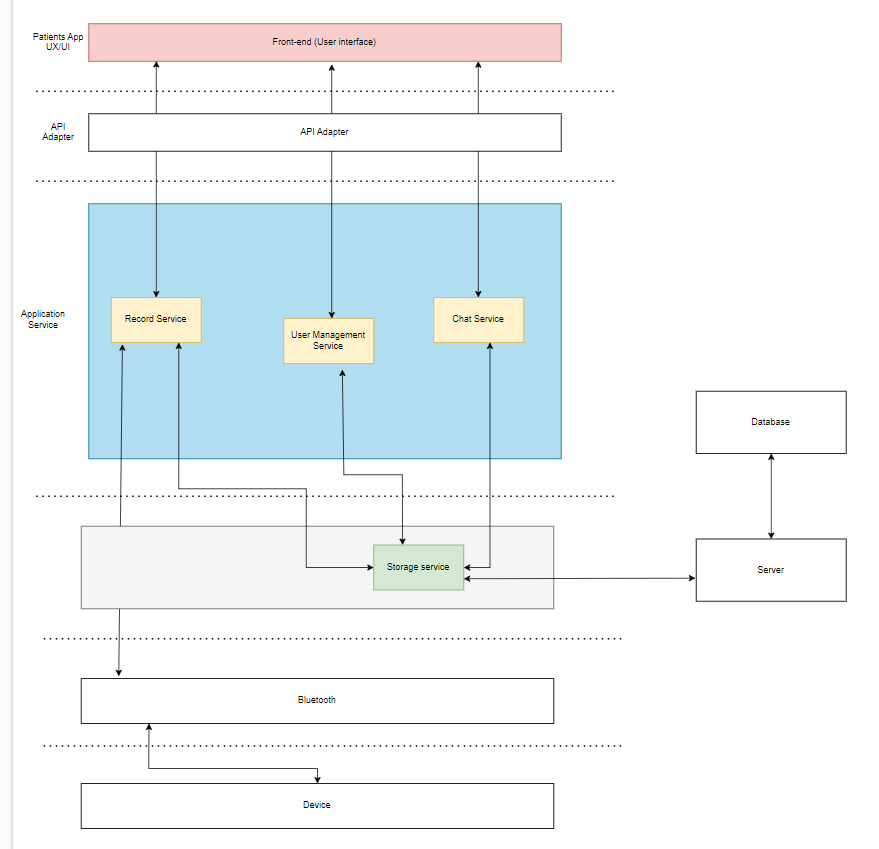 Patients App
UX/UI
Front-end (User interface)
API
Adapter
API Adapter
Application
Service
Record Service
User Management
Service
Chat Service
Database
Storage service
Server
Bluetooth
Device